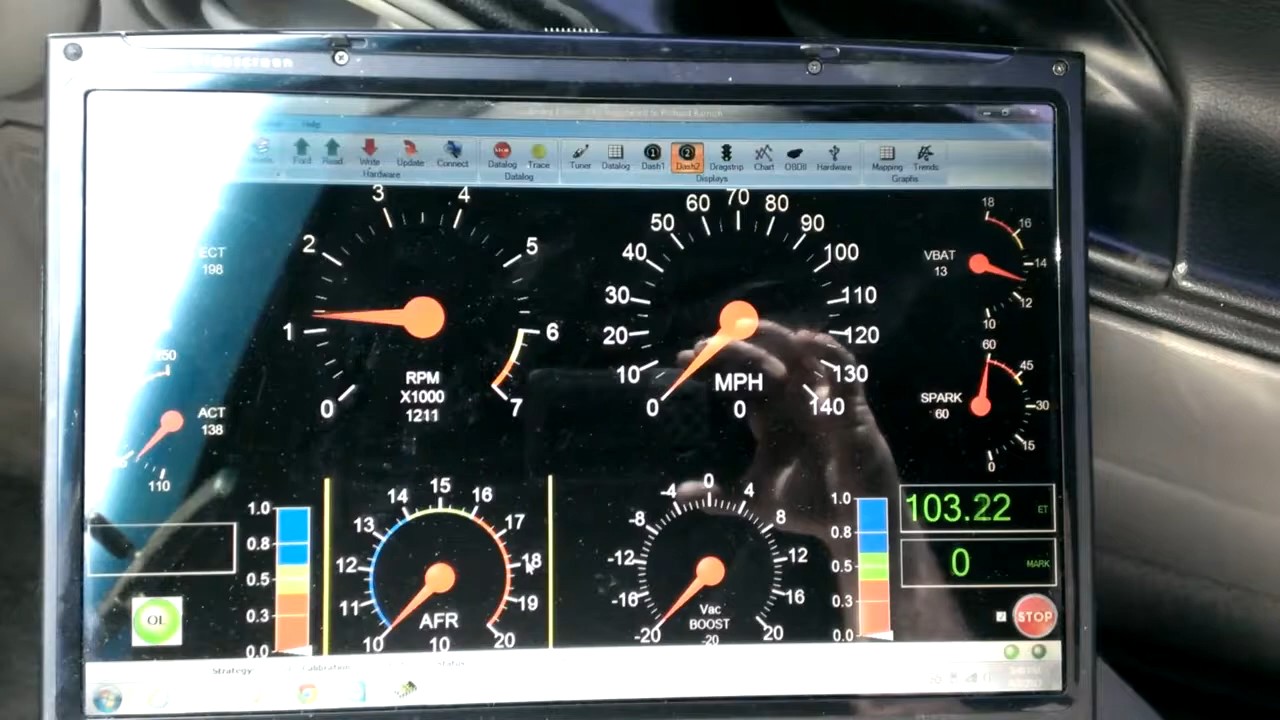 Help
Ford Read Write Update Connect Datalog Trace Tuner Datalog Dash1 Dash2 Dragstrip Chart OBDII Hardware Mapping Trends
Hardware Datalog Displays Graphs
ECT
198
ACT
138
110
0 1 2 3 4 5 6 7
RPM
X1000
1211
0 10 20 30 40 50 60 70 80 90 100 110 120 130 140
MPH
0
18 16 14 12 10
VBAT
13
60 45 30 15 0
SPARK
60
1.0
0.8
0.5
0.3
0.0
10 11 12 13 14 15 16 17 18 19 20
AFR
10
-20 -16 -12 -8 -4 0 4 8 12 16 20
Vac
BOOST
-20
1.0
0.8
0.5
0.3
0.0
103.22 ET
0 MARK
OL
STOP
Strategy Calibration Status